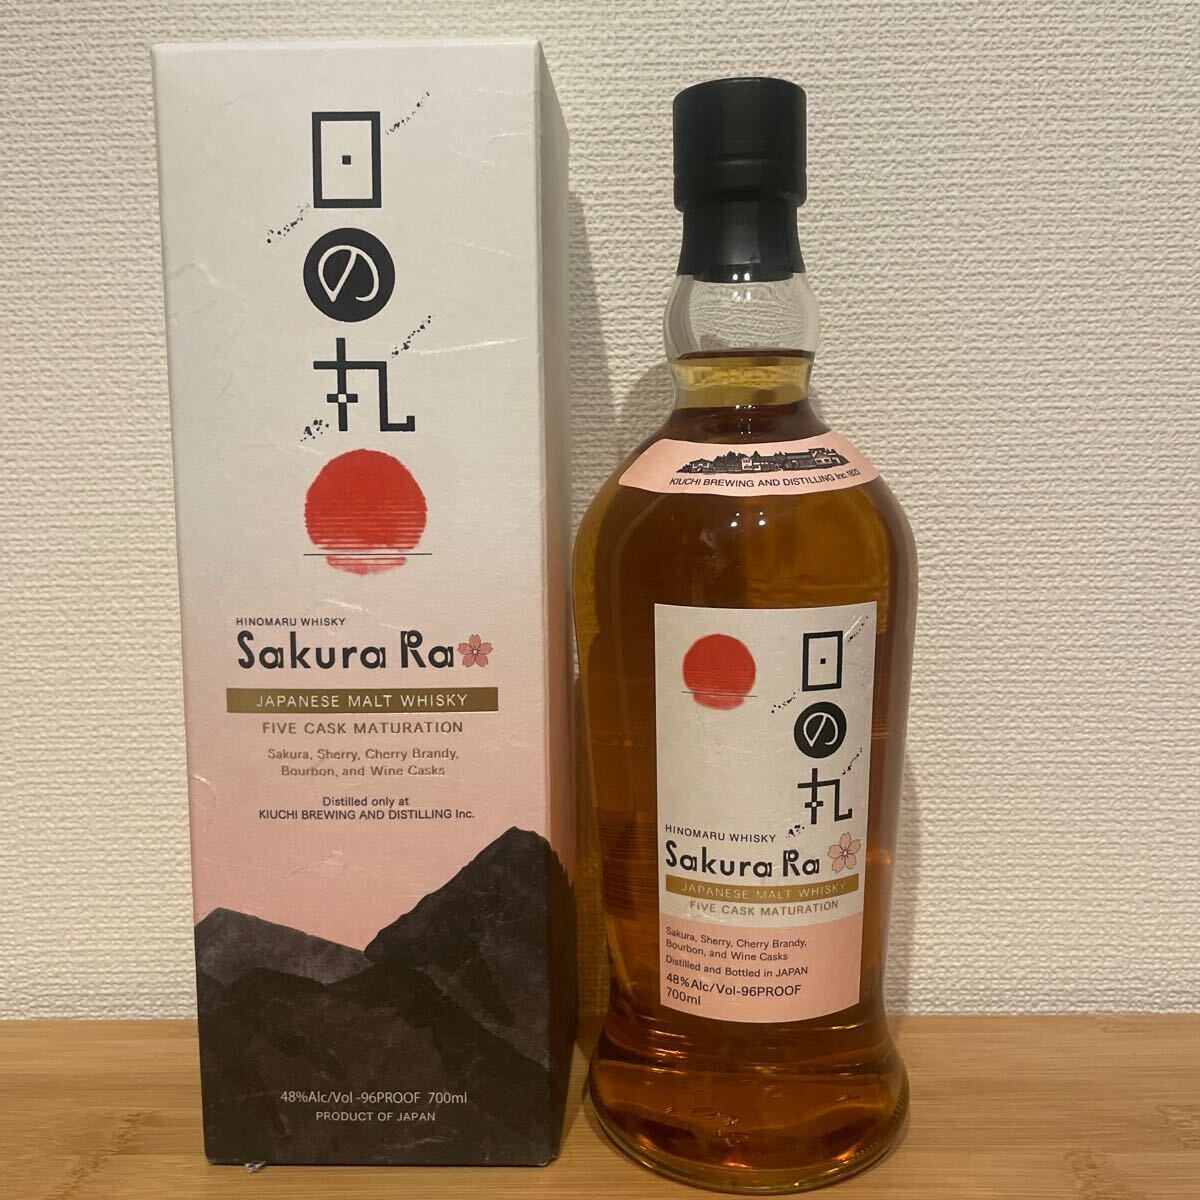 日の丸
HINOMARU WHISKY
Sakura Ra
JAPANESE MALT WHISKY
FIVE CASK MATURATION
Sakura, Sherry, Cherry Brandy,
Bourbon, and Wine Casks
Distilled only at
KIUCHI BREWING AND DISTILLING Inc.
48%Alc/Vol -96PROOF 700ml
PRODUCT OF JAPAN
KIUCHI BREWING AND DISTILLING Inc.1823
日の丸
HINOMARU WHISKY
Sakura Ra
JAPANESE MALT WHISKY
FIVE CASK MATURATION
Sakura, Sherry, Cherry Brandy,
Bourbon, and Wine Casks
Distilled and Bottled in JAPAN
48%Alc/Vol-96PROOF
700ml